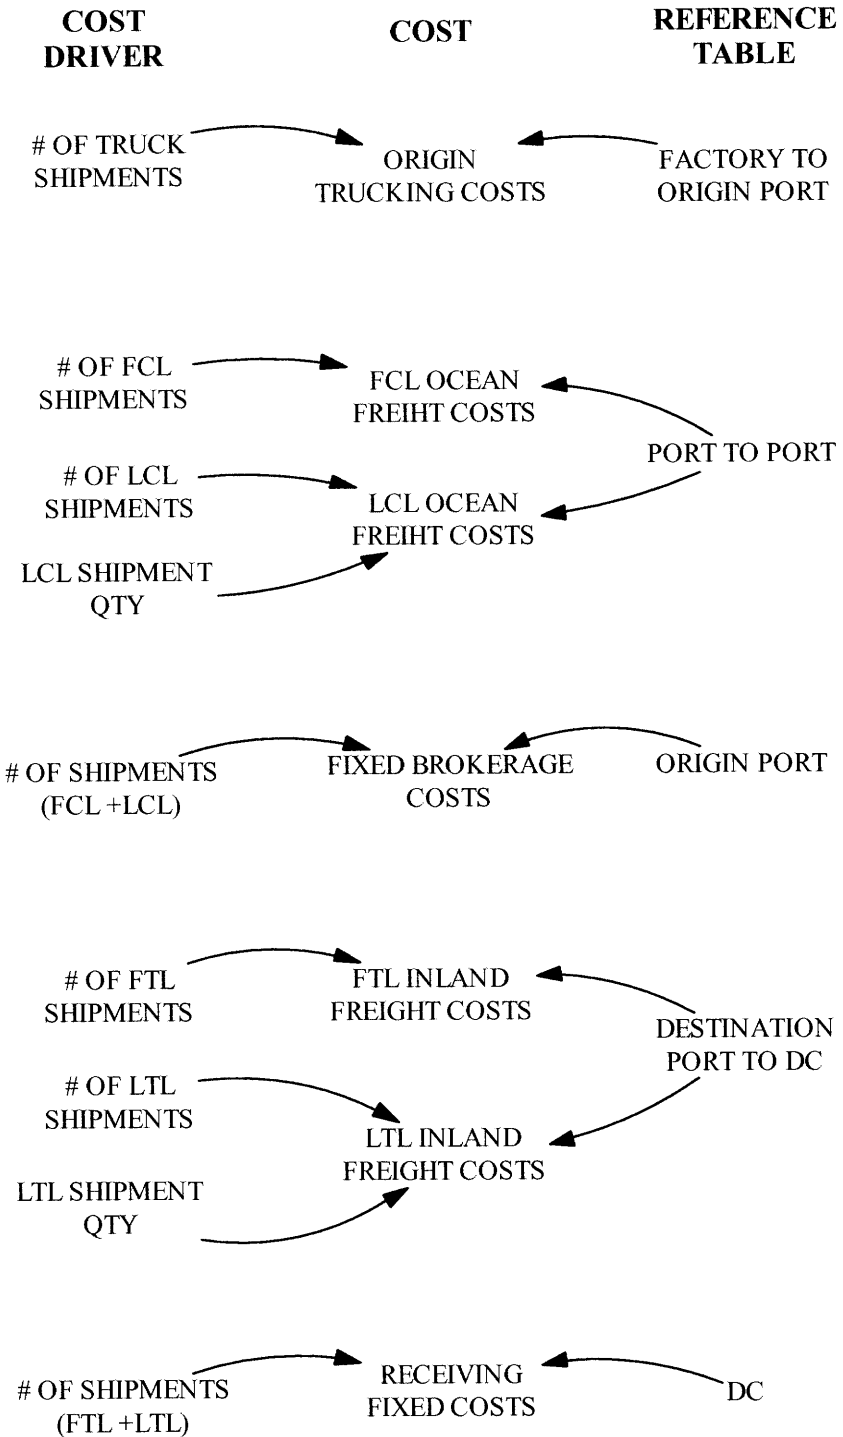 COST
DRIVER
COST
REFERENCE
TABLE
# OF TRUCK
SHIPMENTS
ORIGIN
TRUCKING COSTS
FACTORY TO
ORIGIN PORT
# OF FCL
SHIPMENTS
FCL OCEAN
FREIHT COSTS
PORT TO PORT
# OF LCL
SHIPMENTS
LCL OCEAN
FREIHT COSTS
LCL SHIPMENT
QTY
# OF SHIPMENTS
(FCL +LCL)
FIXED BROKERAGE
COSTS
ORIGIN PORT
# OF FTL
SHIPMENTS
FTL INLAND
FREIGHT COSTS
DESTINATION
PORT TO DC
# OF LTL
SHIPMENTS
LTL INLAND
FREIGHT COSTS
LTL SHIPMENT
QTY
# OF SHIPMENTS
(FTL +LTL)
RECEIVING
FIXED COSTS
DC